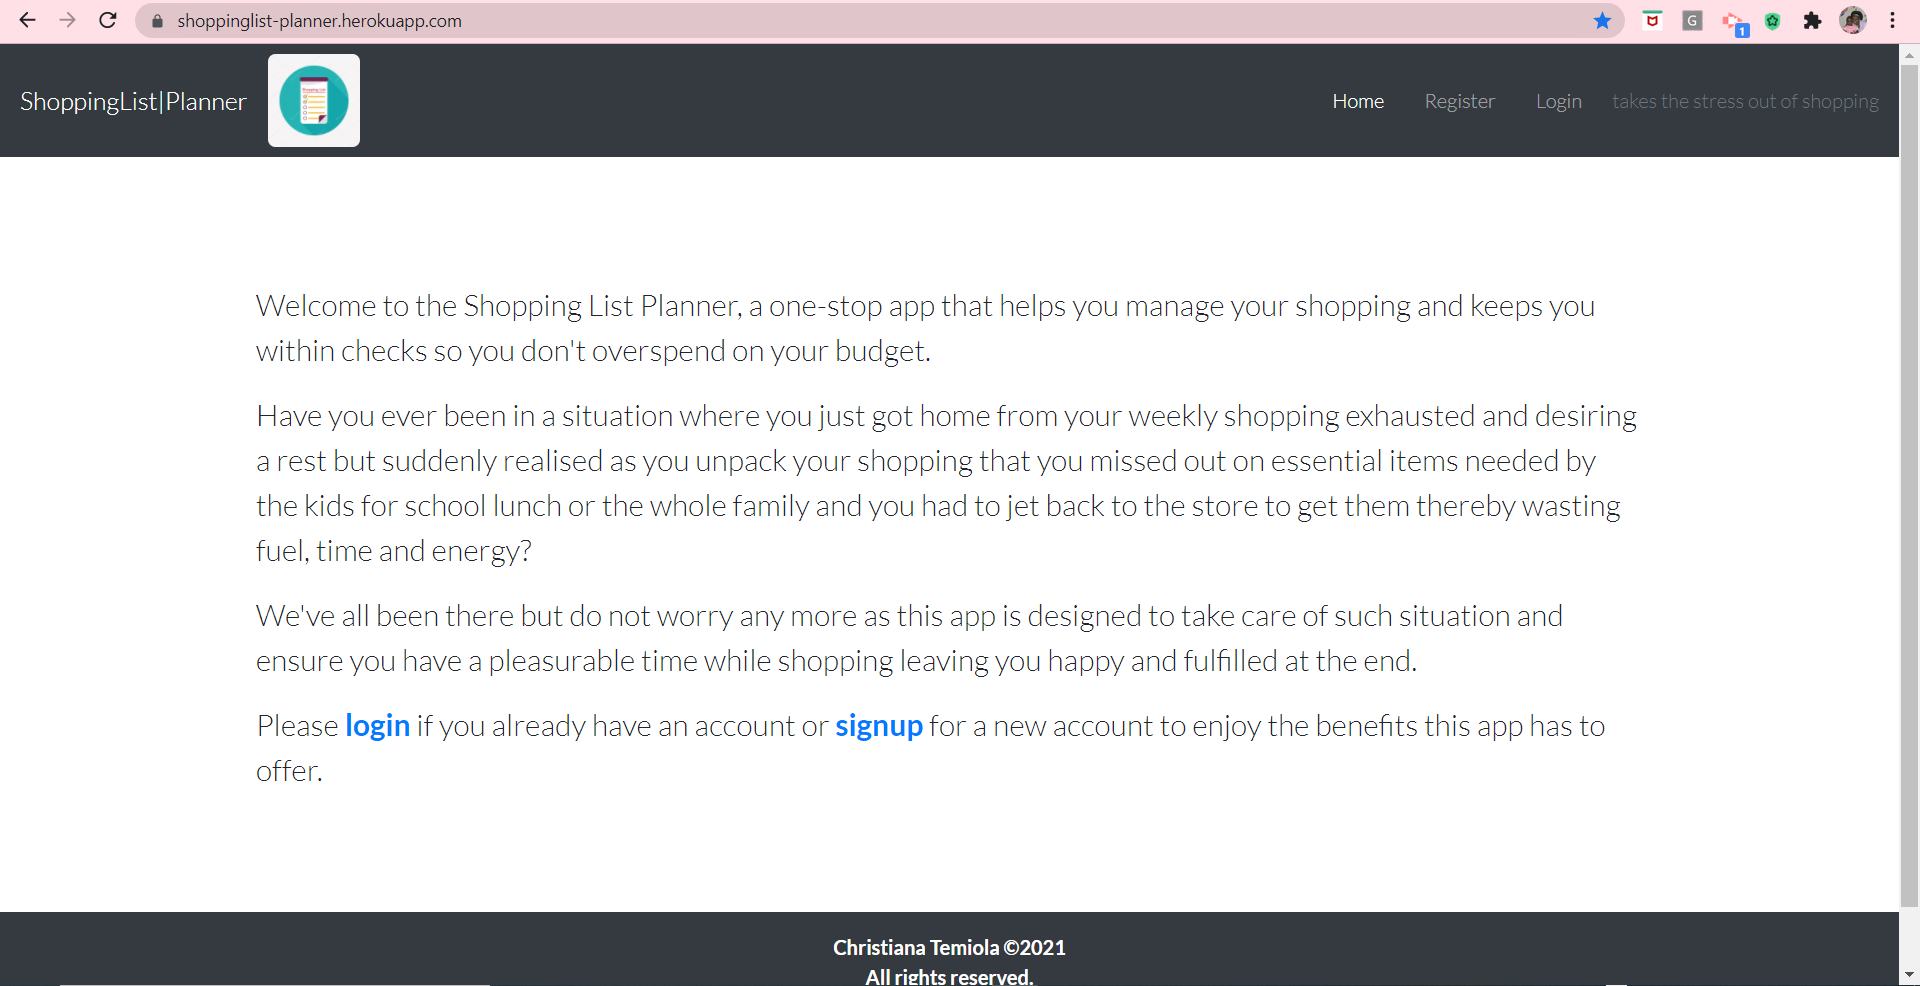 shoppinglist-planner.herokuapp.com
G
1
ShoppingList|Planner
Shopping List
Home
Register
Login
takes the stress out of shopping
Welcome to the Shopping List Planner, a one-stop app that helps you manage your shopping and keeps you
within checks so you don't overspend on your budget.
Have you ever been in a situation where you just got home from your weekly shopping exhausted and desiring
a rest but suddenly realised as you unpack your shopping that you missed out on essential items needed by
the kids for school lunch or the whole family and you had to jet back to the store to get them thereby wasting
fuel, time and energy?
We've all been there but do not worry any more as this app is designed to take care of such situation and
ensure you have a pleasurable time while shopping leaving you happy and fulfilled at the end.
Please login if you already have an account or signup for a new account to enjoy the benefits this app has to
offer.
Christiana Temiola ©2021
All rights reserved.